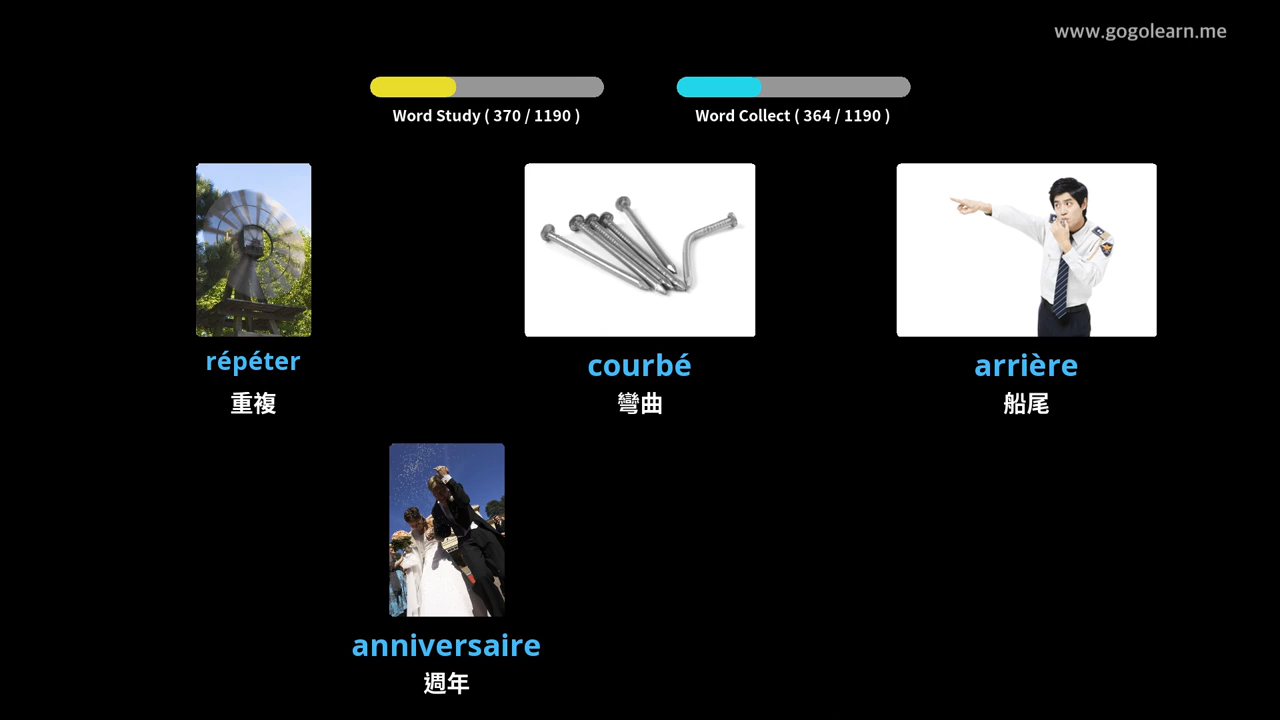 www.gogolearn.me
Word Study ( 370 / 1190 )
Word Collect ( 364 / 1190 )
répéter
重複
courbé
彎曲
arrière
船尾
anniversaire
週年